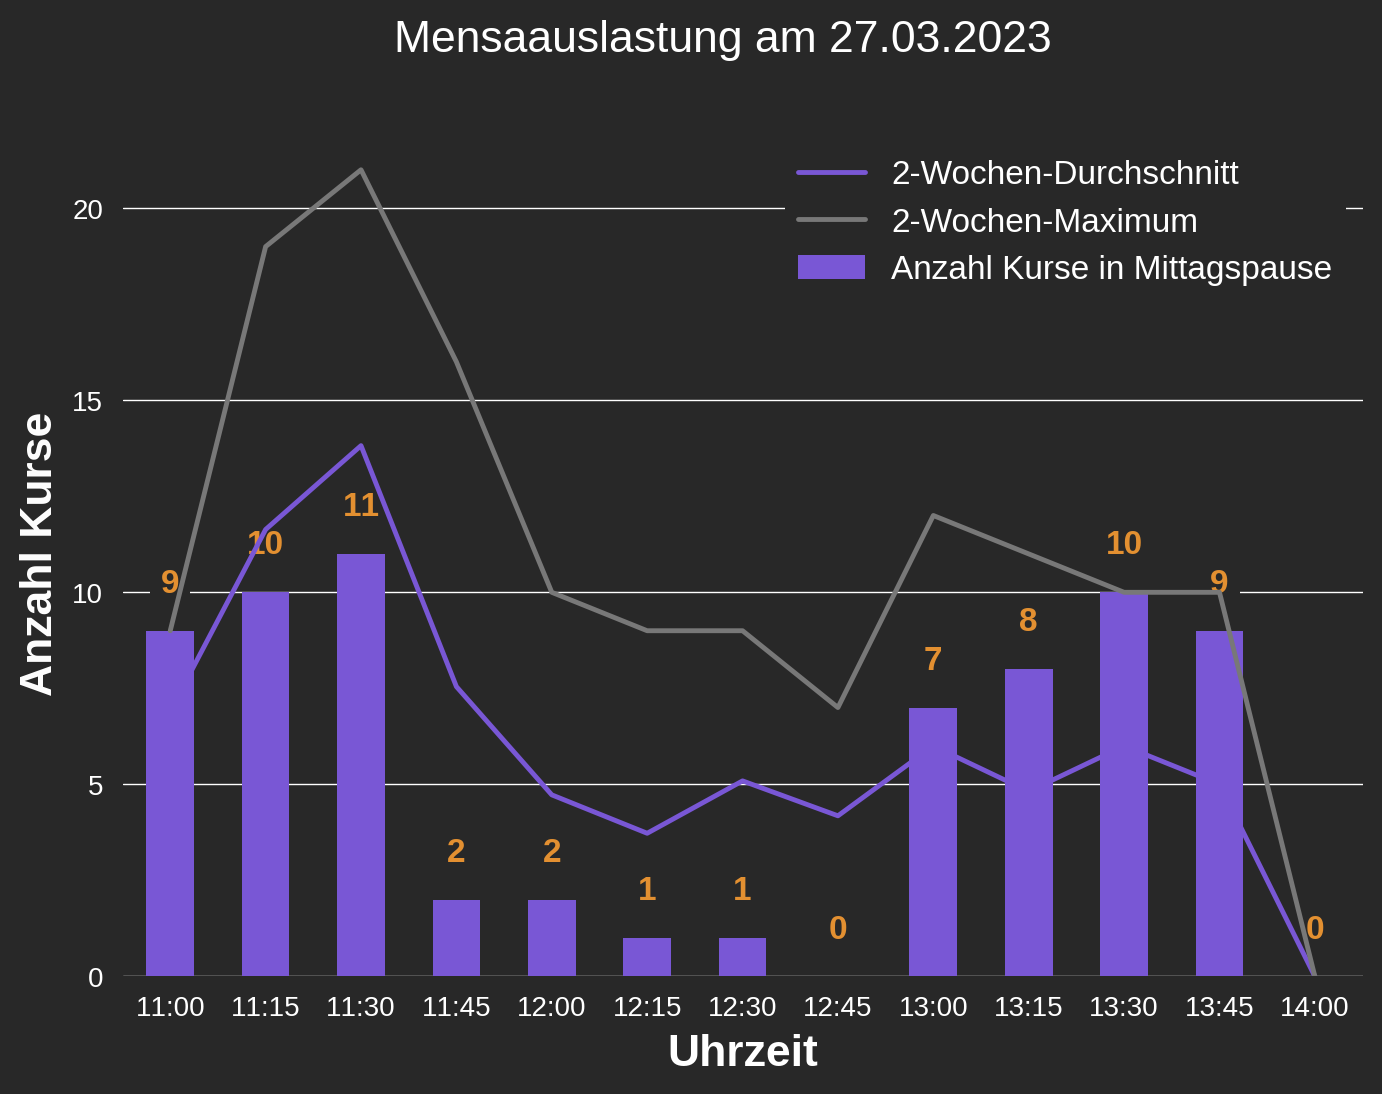 Mensaauslastung am 27.03.2023
2-Wochen-Durchschnitt
2-Wochen-Maximum
Anzahl Kurse in Mittagspause
Anzahl Kurse
20
15
10
5
0
9
10
11
2
2
1
1
0
7
8
10
9
0
11:00 11:15 11:30 11:45 12:00 12:15 12:30 12:45 13:00 13:15 13:30 13:45 14:00
Uhrzeit